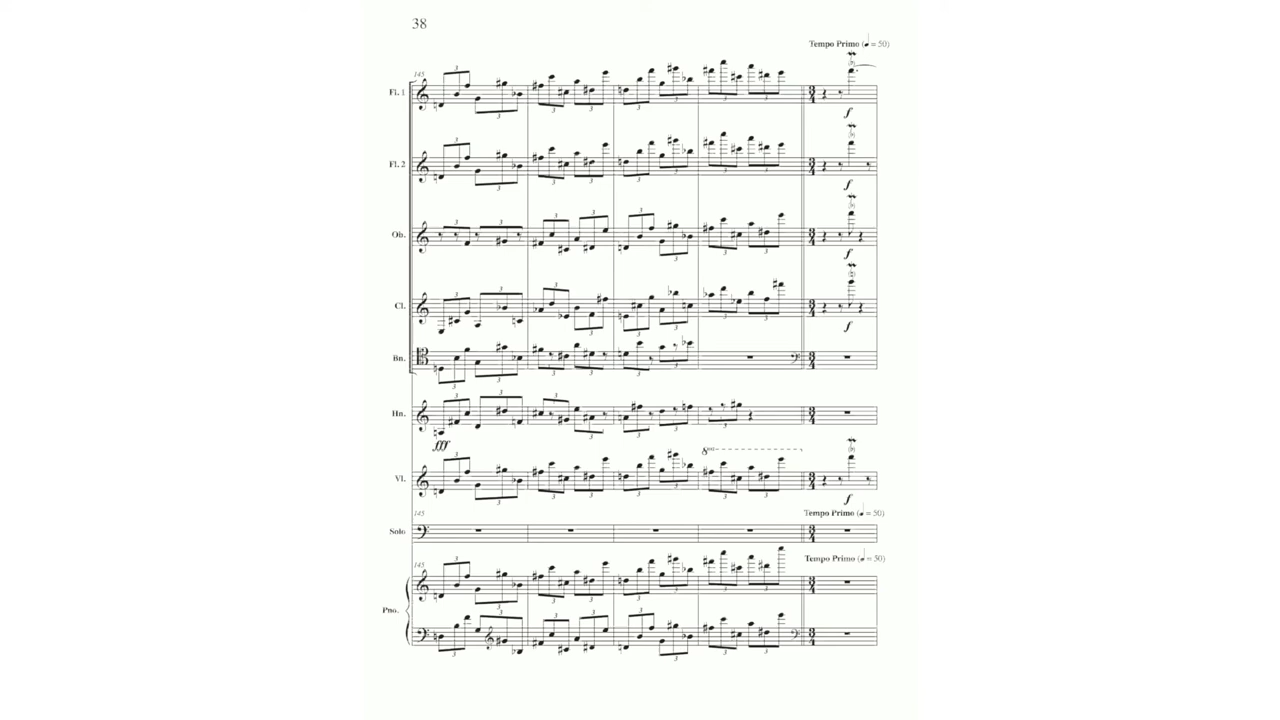 38
Tempo Primo (♩ = 50)
145
Fl. 1
Fl. 2
Ob.
Cl.
Bn.
Hn.
fff
Vl.
8va
f
f
f
f
f
145
Tempo Primo (♩ = 50)
Solo
Tempo Primo (♩ = 50)
145
Pno.